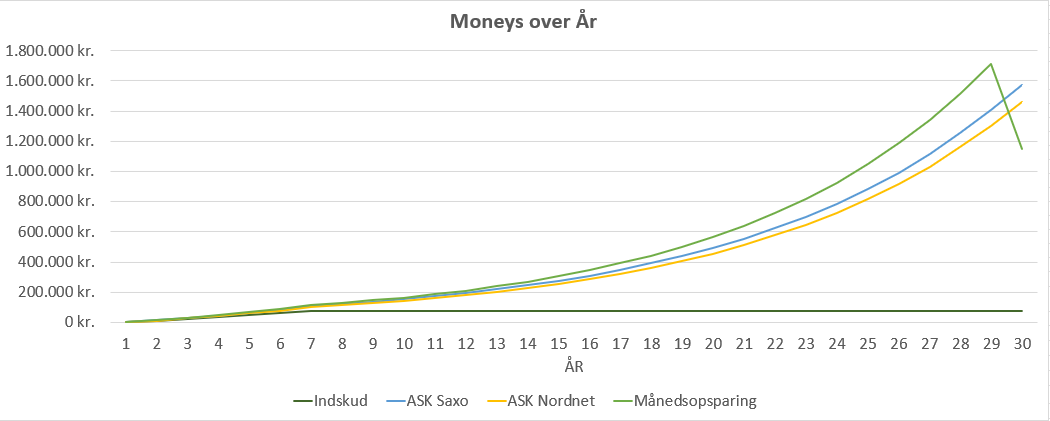 Moneys over År
1.800.000 kr.
1.600.000 kr.
1.400.000 kr.
1.200.000 kr.
1.000.000 kr.
800.000 kr.
600.000 kr.
400.000 kr.
200.000 kr.
0 kr.
1 2 3 4 5 6 7 8 9 10 11 12 13 14 15 16 17 18 19 20 21 22 23 24 25 26 27 28 29 30
ÅR
Indskud ASK Saxo ASK Nordnet Månedsopsparing